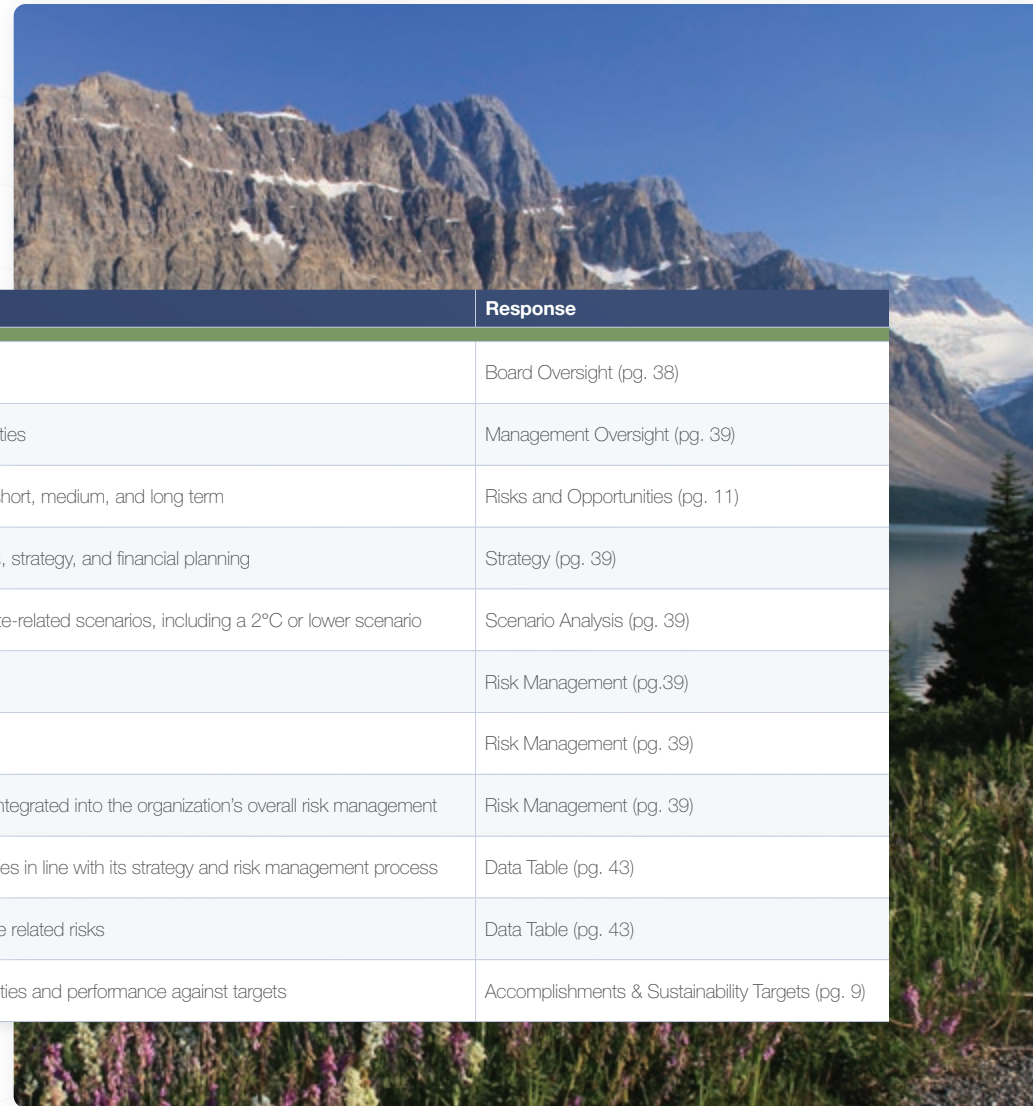 Response
Board Oversight (pg. 38)
ties Management Oversight (pg. 39)
hort, medium, and long term Risks and Opportunities (pg. 11)
, strategy, and financial planning Strategy (pg. 39)
e-related scenarios, including a 2°C or lower scenario Scenario Analysis (pg. 39)
Risk Management (pg.39)
Risk Management (pg. 39)
ntegrated into the organization's overall risk management Risk Management (pg. 39)
es in line with its strategy and risk management process Data Table (pg. 43)
e related risks Data Table (pg. 43)
ties and performance against targets Accomplishments & Sustainability Targets (pg. 9)